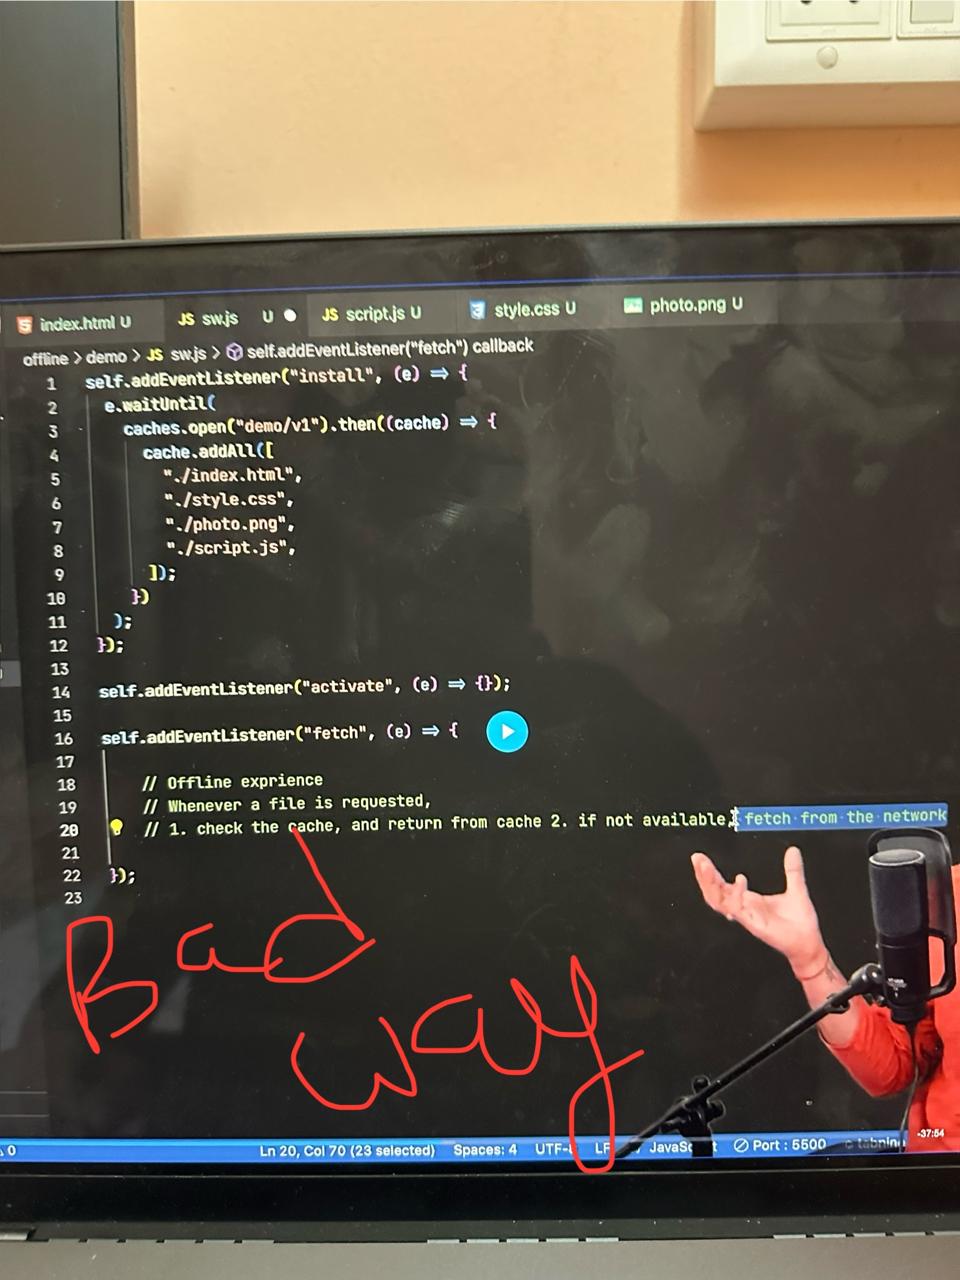 index.html U JS sw.js U JS script.js U style.css U photo.png U
offline > demo > JS sw.js > self.addEventListener("fetch") callback
1 self.addEventListener("install", (e) ⇒ {
2 e.waitUntil(
3 caches.open("demo/v1").then((cache) ⇒ {
4 cache.addAll([
5 "./index.html",
6 "./style.css",
7 "./photo.png",
8 "./script.js",
9 ]);
10 })
11 );
12 });
13
14 self.addEventListener("activate", (e) ⇒ {});
15
16 self.addEventListener("fetch", (e) ⇒ {
17
18 // Offline exprience
19 // Whenever a file is requested,
20 // 1. check the cache, and return from cache 2. if not available, fetch from the network
21
22 });
23
Bad
way
-37:54
0 Ln 20, Col 70 (23 selected) Spaces: 4 UTF- LF Port : 5500 tabnine